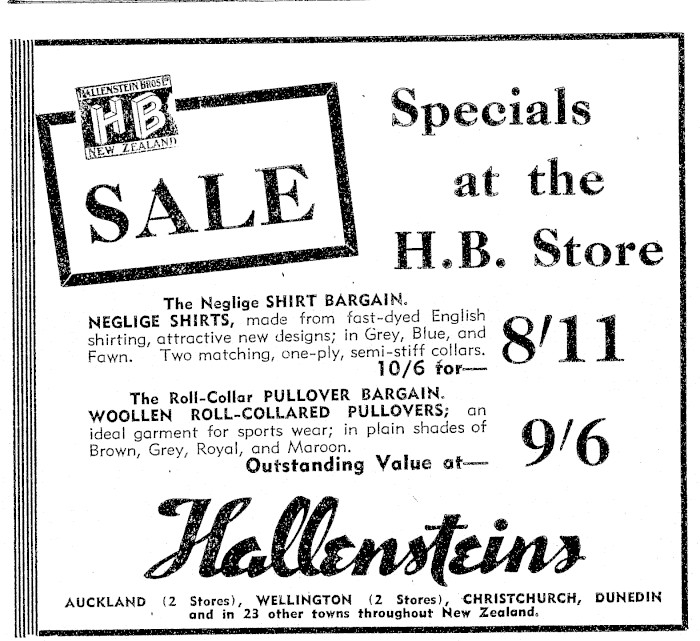 HALLENSTEIN BROS LD
HB
NEW ZEALAND
SALE
Specials
at the
H.B. Store
The Neglige SHIRT BARGAIN.
NEGLIGE SHIRTS, made from fast-dyed English
shirting, attractive new designs; in Grey, Blue, and
Fawn. Two matching, one-ply, semi-stiff collars.
10/6 for—
8'11
The Roll-Collar PULLOVER BARGAIN.
WOOLLEN ROLL-COLLARED PULLOVERS; an
ideal garment for sports wear; in plain shades of
Brown, Grey, Royal, and Maroon.
Outstanding Value at—
9/6
Hallensteins
AUCKLAND (2 Stores), WELLINGTON (2 Stores), CHRISTCHURCH, DUNEDIN
and in 23 other towns throughout New Zealand.